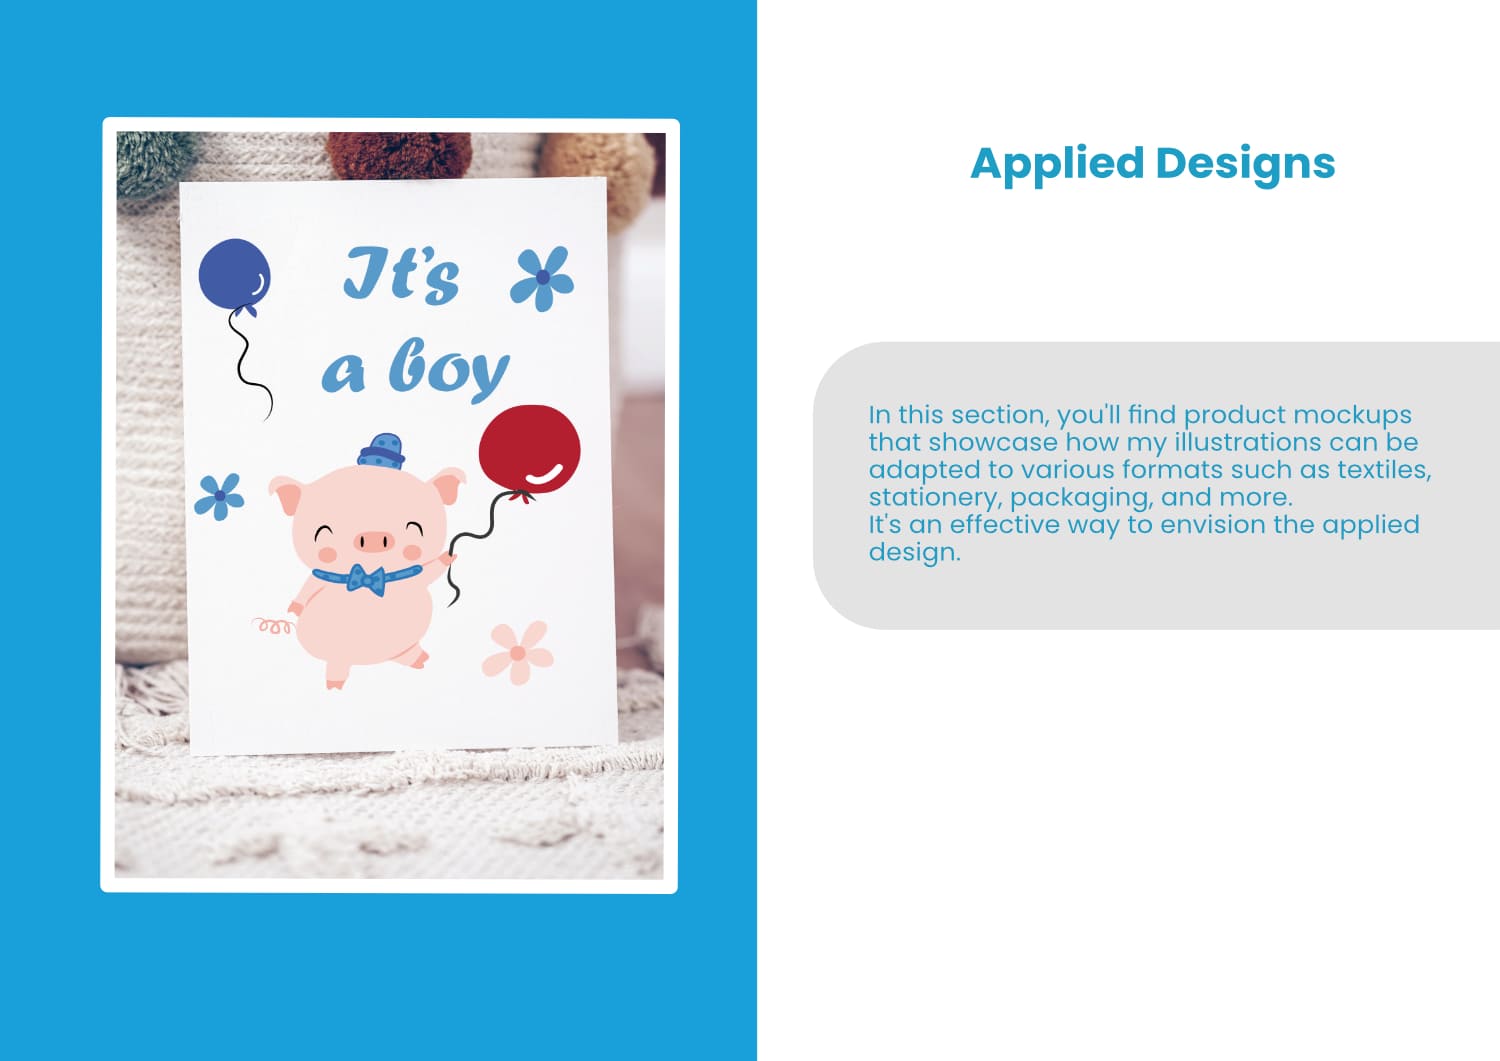 It's
a boy
Applied Designs
In this section, you'll find product mockups
that showcase how my illustrations can be
adapted to various formats such as textiles,
stationery, packaging, and more.
It's an effective way to envision the applied
design.